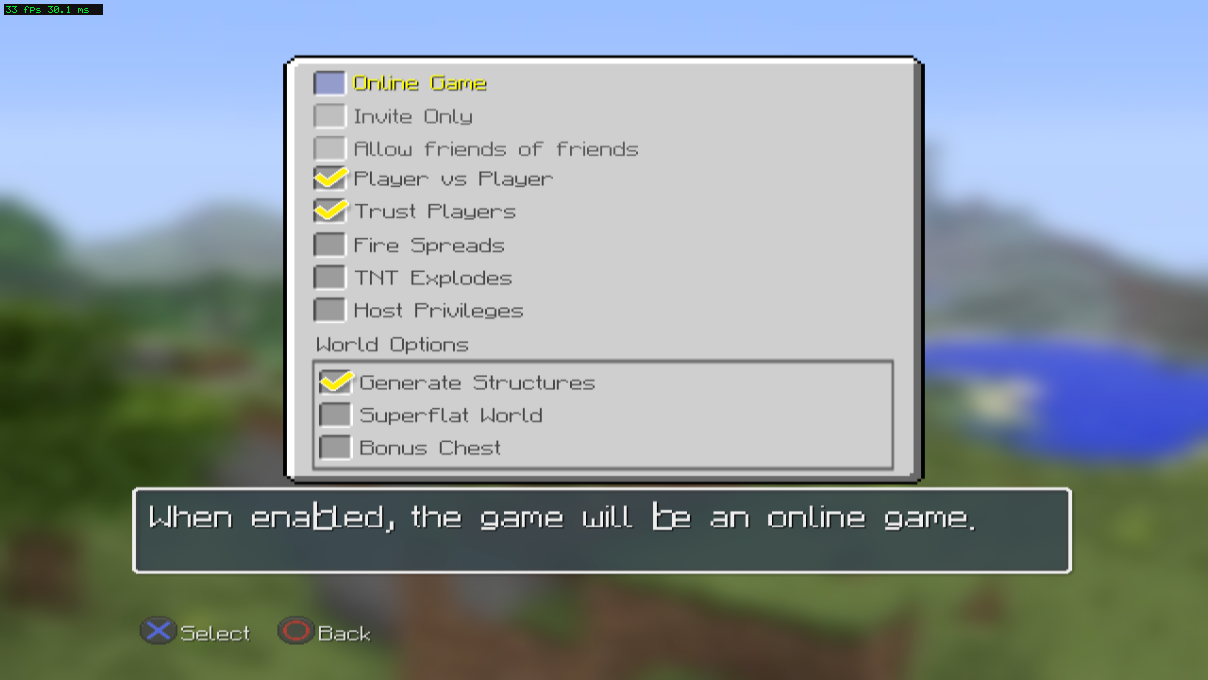 33 fps 30.1 ms
Online Game
Invite Only
Allow friends of friends
Player vs Player
Trust Players
Fire Spreads
TNT Explodes
Host Privileges
World Options
Generate Structures
Superflat World
Bonus Chest
When enabled, the game will be an online game.
Select Back